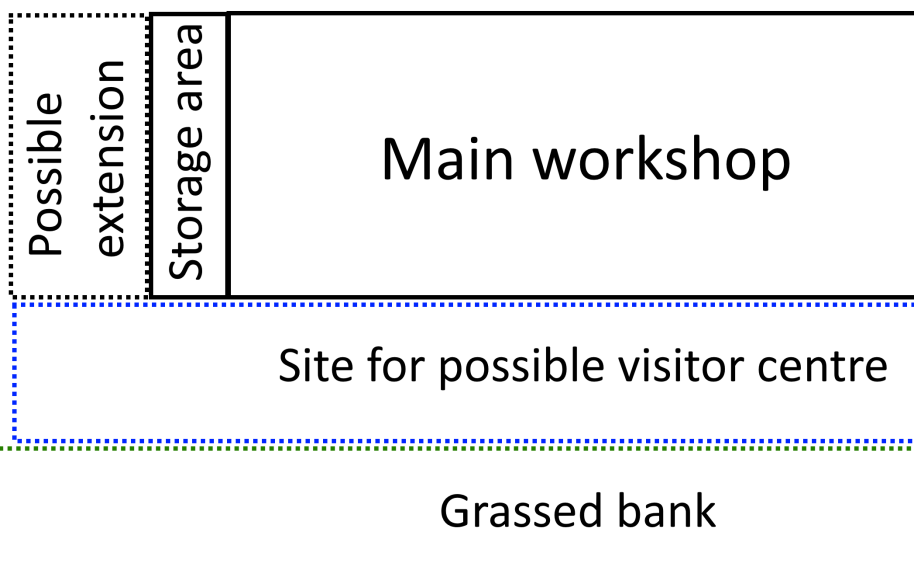 Possible
extension
Storage area
Main workshop
Site for possible visitor centre
Grassed bank